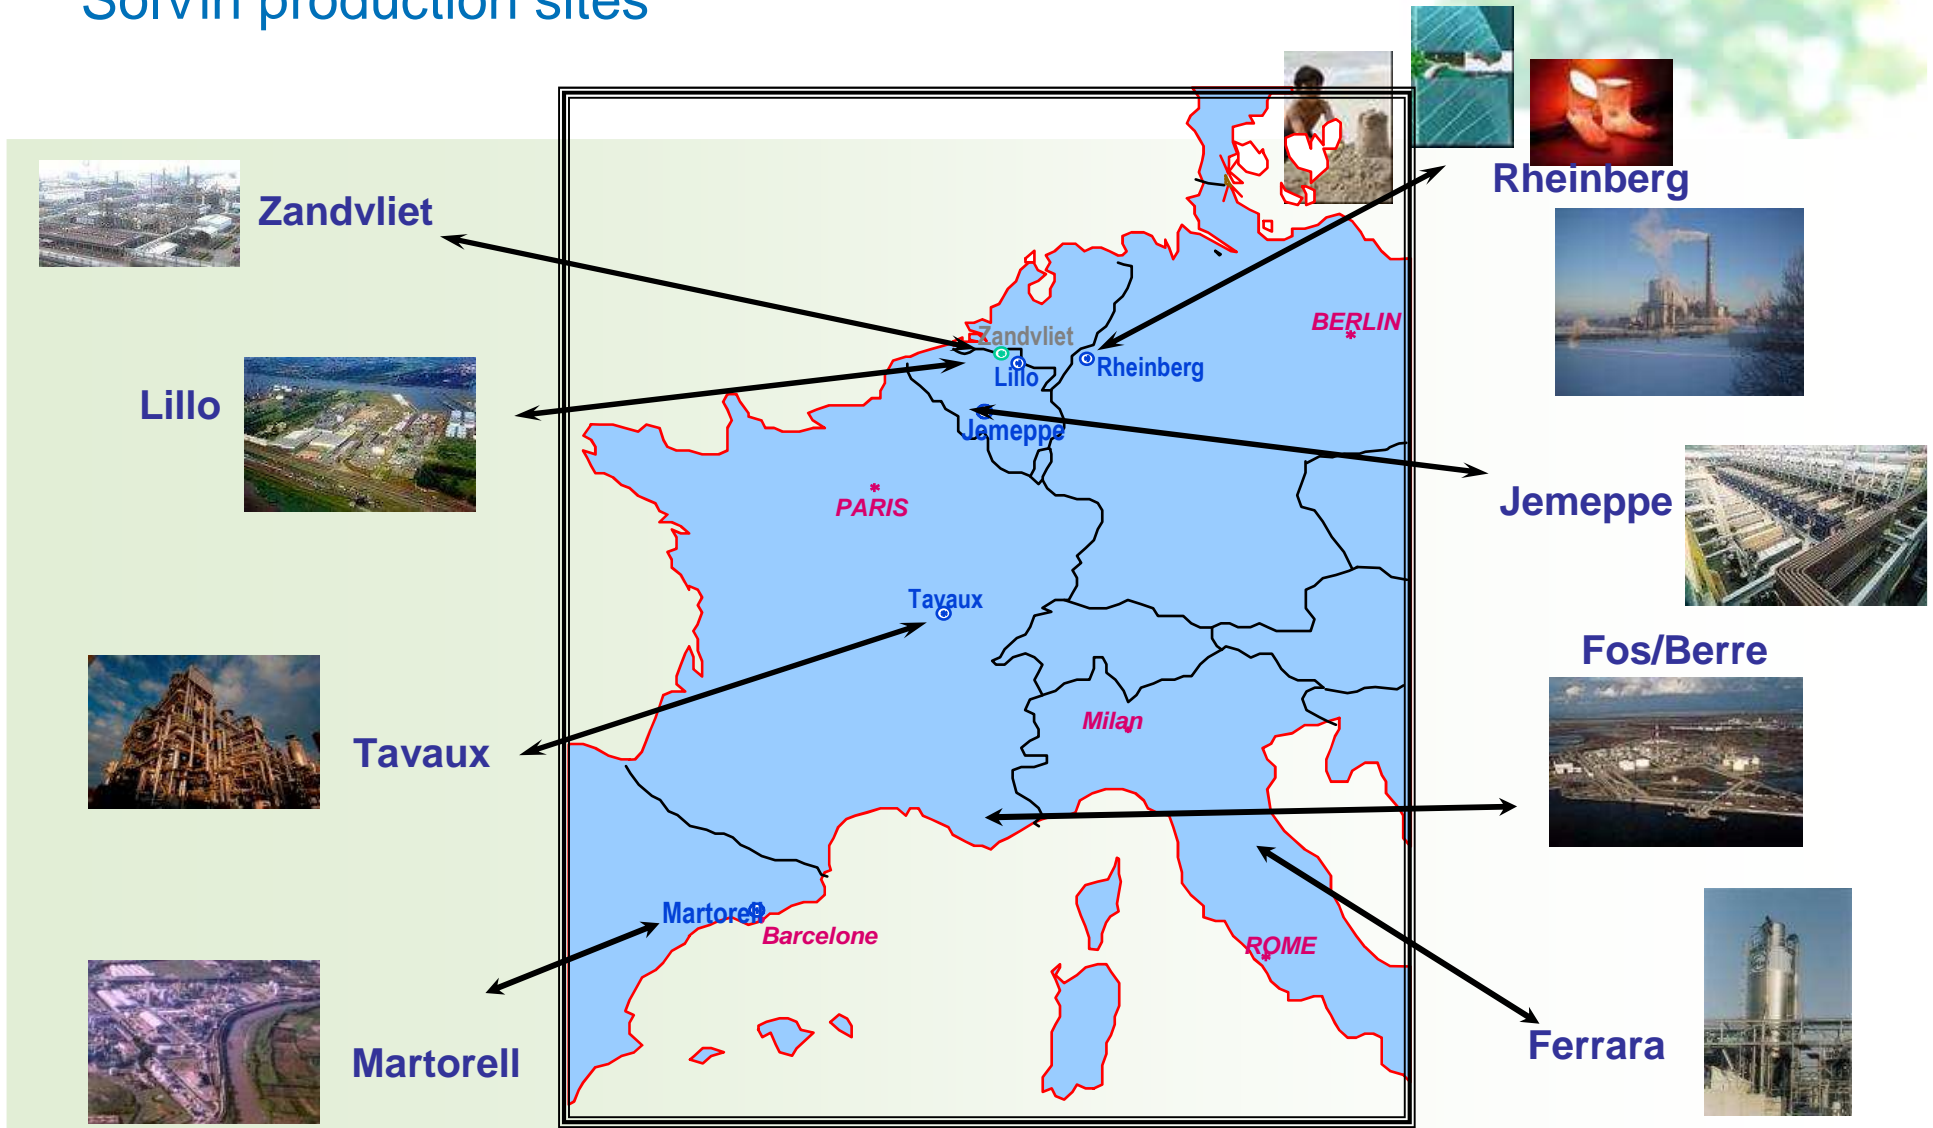 SolVin production sites
Rheinberg
Zandvliet
BERLIN
Zandvliet
Rheinberg
Lillo
Lillo
Jemeppe
Jemeppe
PARIS
Tavaux
Fos/Berre
Milan
Tavaux
Martorell
Barcelone
ROME
Ferrara
Martorell